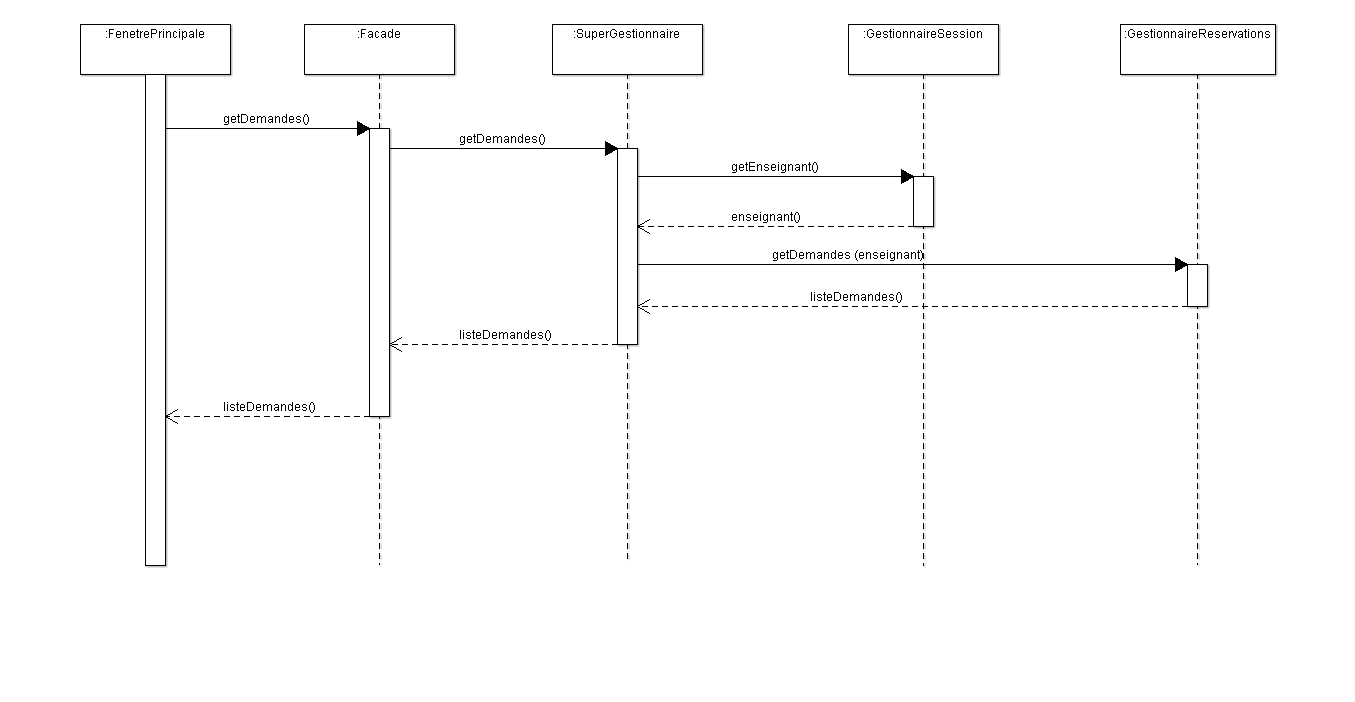 :FenetrePrincipale
:Facade
:SuperGestionnaire
:GestionnaireSession
:GestionnaireReservations
getDemandes()
getDemandes()
getEnseignant()
enseignant()
getDemandes (enseignant)
listeDemandes()
listeDemandes()
listeDemandes()